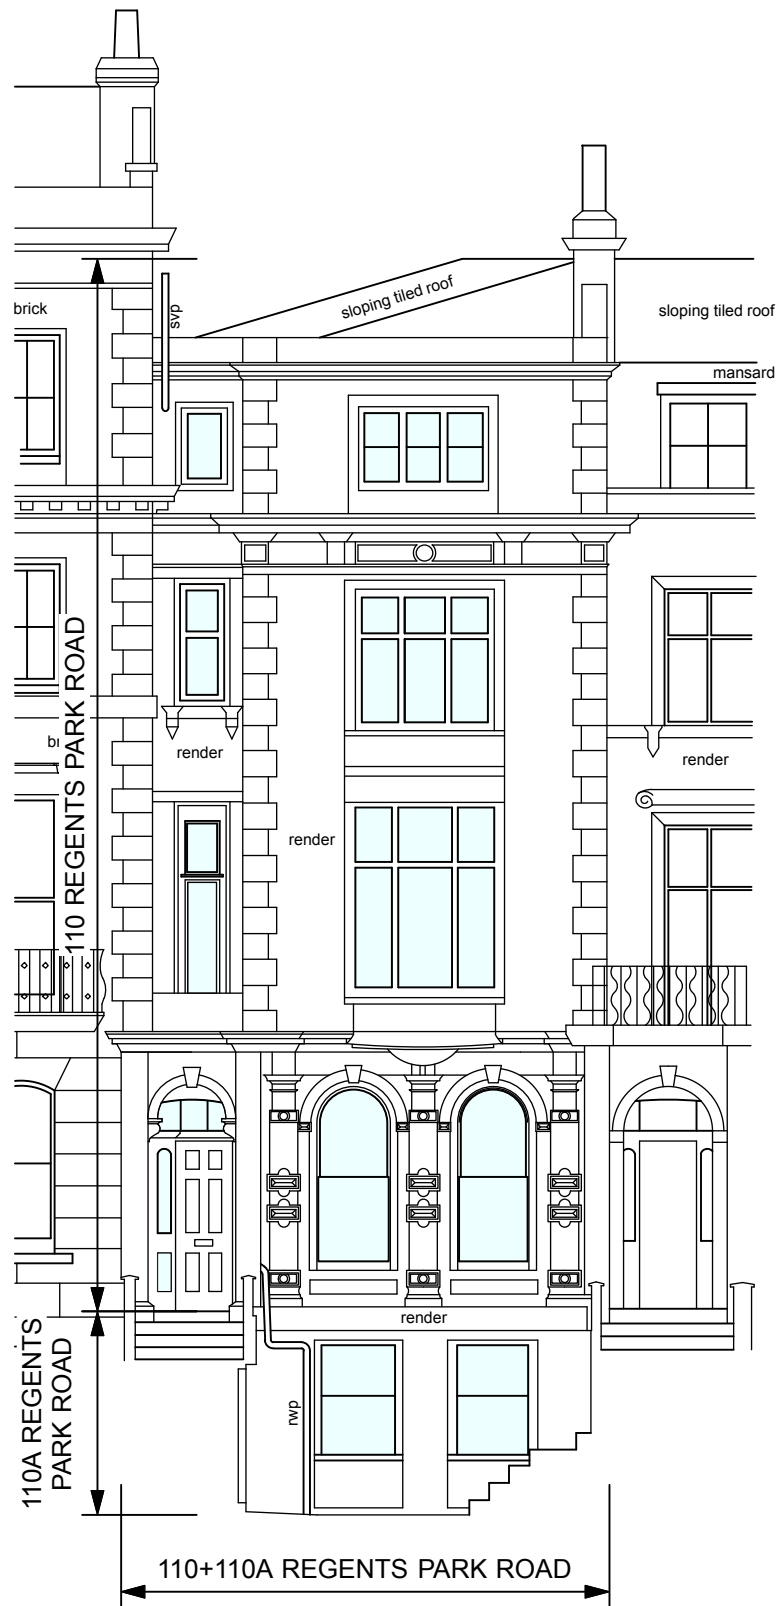 sloping tiled roof
svp
brick
sloping tiled roof
mansard
110 REGENTS PARK ROAD
render
render
render
render
110A REGENTS
PARK ROAD
rwp
110+110A REGENTS PARK ROAD